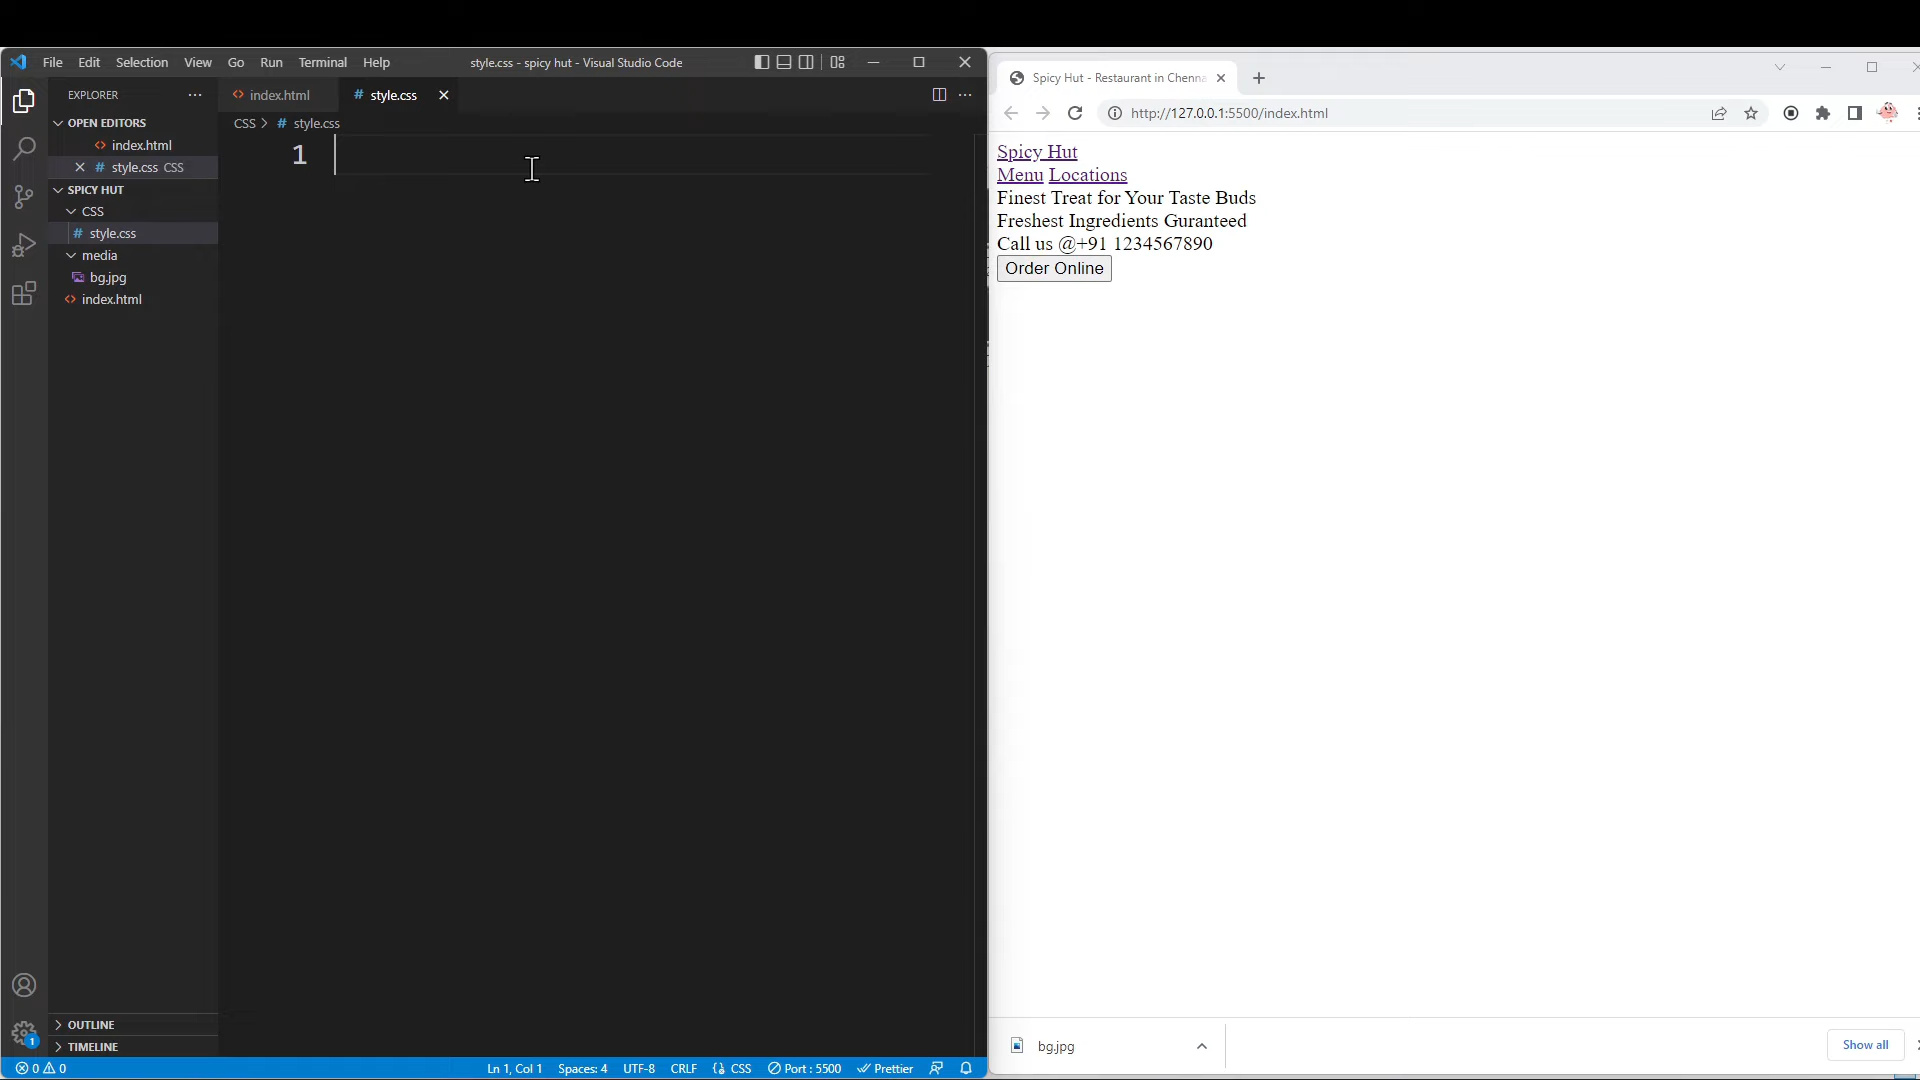 File Edit Selection View Go Run Terminal Help style.css - spicy hut - Visual Studio Code
EXPLORER
index.html
style.css
OPEN EDITORS
index.html
style.css CSS
SPICY HUT
CSS
style.css
media
bg.jpg
index.html
OUTLINE
TIMELINE
CSS > # style.css
1
0 0 Ln 1, Col 1 Spaces: 4 UTF-8 CRLF CSS Port : 5500 Prettier
1
Spicy Hut - Restaurant in Chenna
http://127.0.0.1:5500/index.html
Spicy Hut
Menu Locations
Finest Treat for Your Taste Buds
Freshest Ingredients Guranteed
Call us @+91 1234567890
Order Online
bg.jpg
Show all